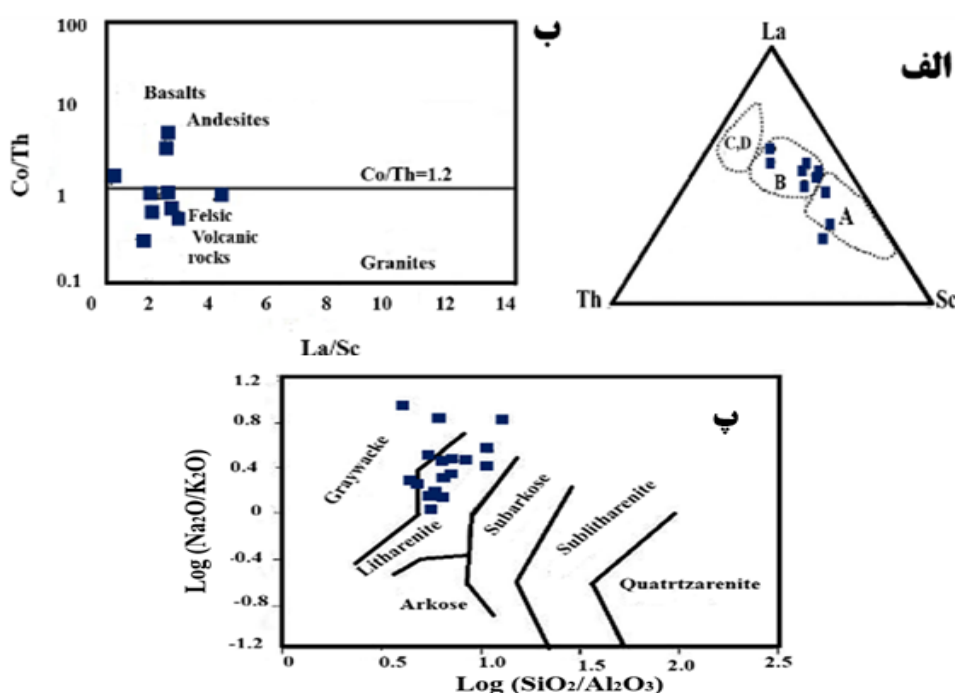 ب
100
10
1
0.1
Co/Th
Basalts
Andesites
Co/Th=1.2
Felsic
Volcanic
rocks
Granites
0 2 4 6 8 10 12 14
La/Sc
الف
La
C,D
B
A
Th
Sc
پ
1.2
0.8
0.4
0
-0.4
-0.8
-1.2
Log (Na₂O/K₂O)
Graywacke
Litharenite
Arkose
Subarkose
Sublitharenite
Quatrtzarenite
0 0.5 1.0 1.5 2.0 2.5
Log (SiO₂/Al₂O₃)